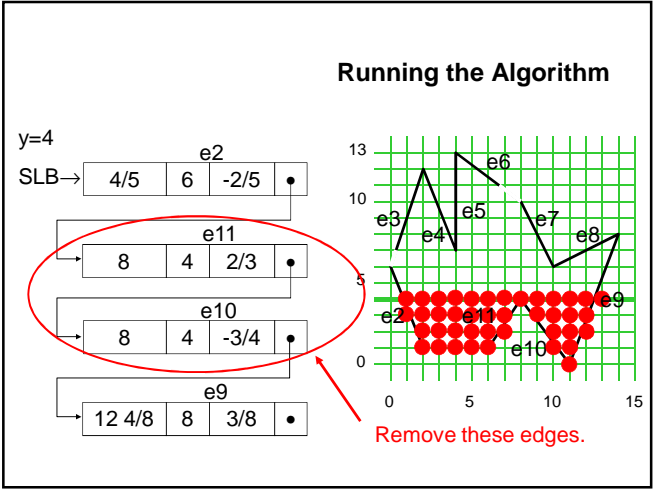 Running the Algorithm
y=4
e2
SLB→ 4/5 6 -2/5
e11
8 4 2/3
e10
8 4 -3/4
e9
12 4/8 8 3/8
13
10
5
0
0 5 10 15
e6
e3
e5
e4
e7
e8
e9
e2
e11
e10
Remove these edges.